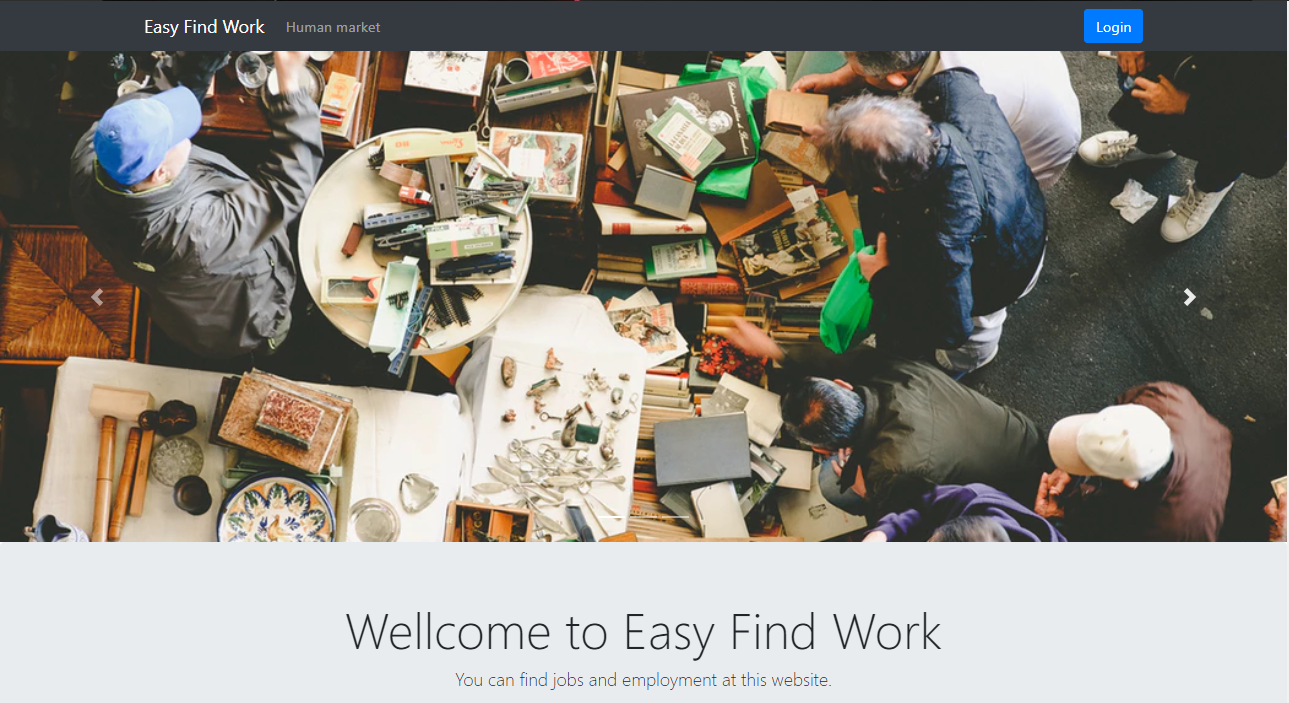 Easy Find Work Human market Login
Wellcome to Easy Find Work
You can find jobs and employment at this website.